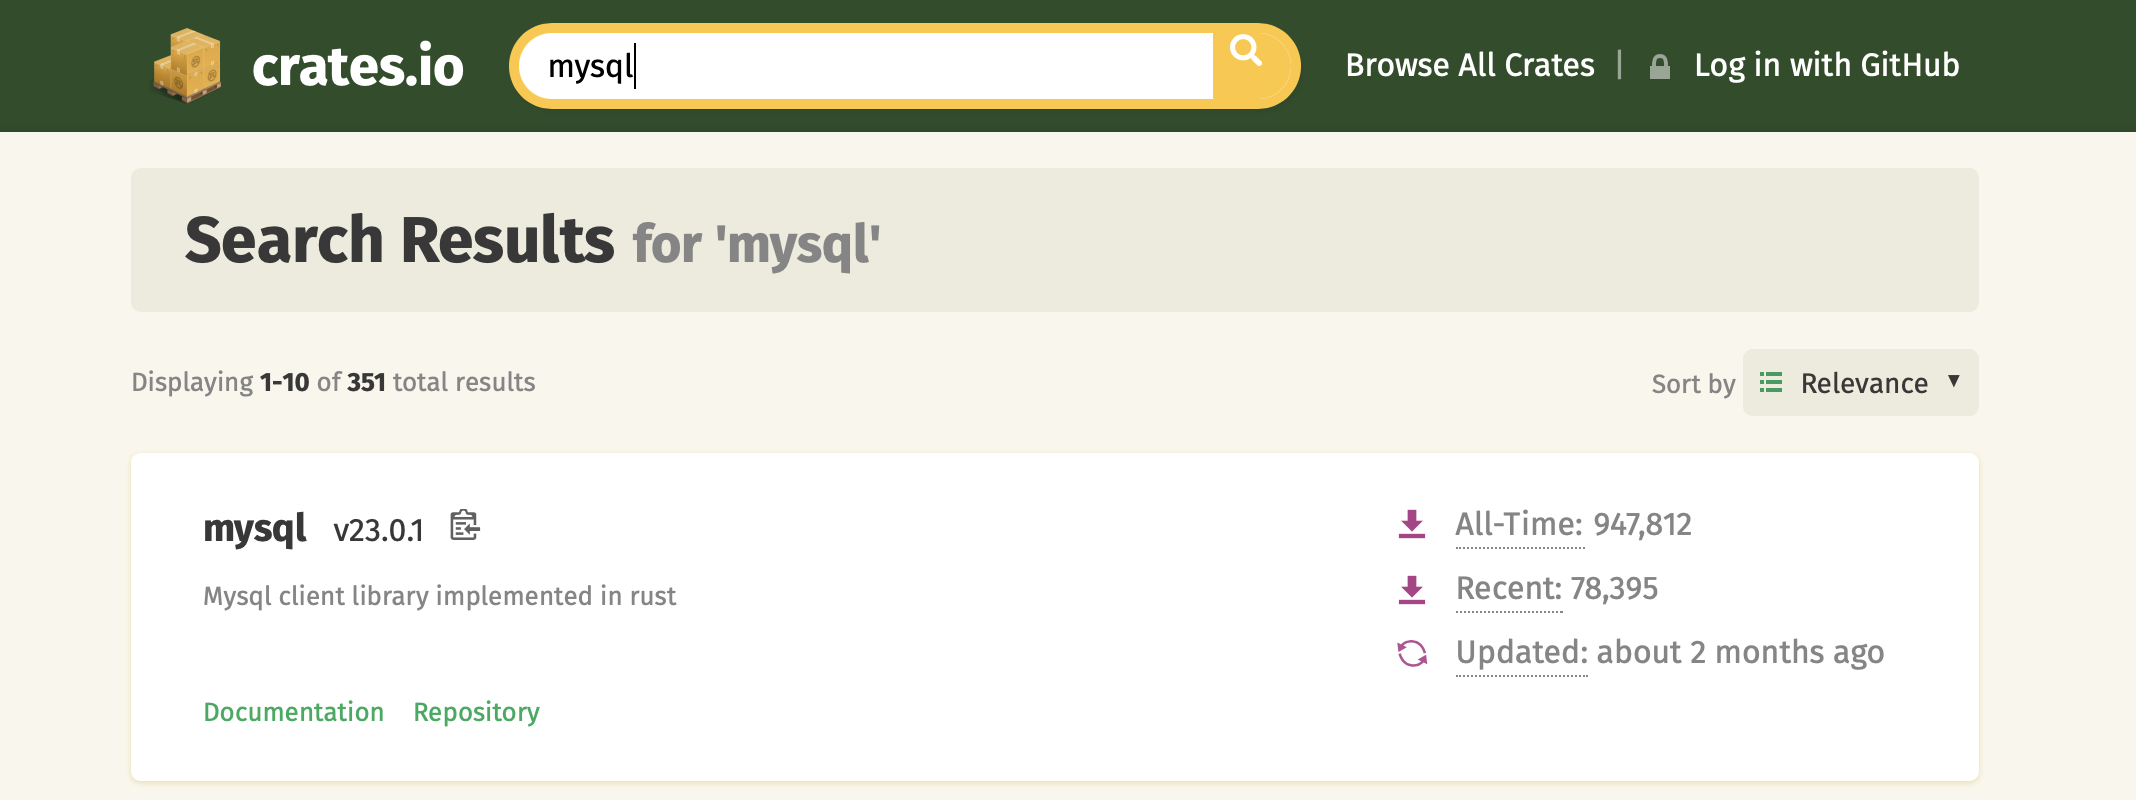 crates.io
mysql
Browse All Crates | Log in with GitHub
Search Results for 'mysql'
Displaying 1-10 of 351 total results
Sort by Relevance ▼
mysql v23.0.1
Mysql client library implemented in rust
Documentation Repository
All-Time: 947,812
Recent: 78,395
Updated: about 2 months ago